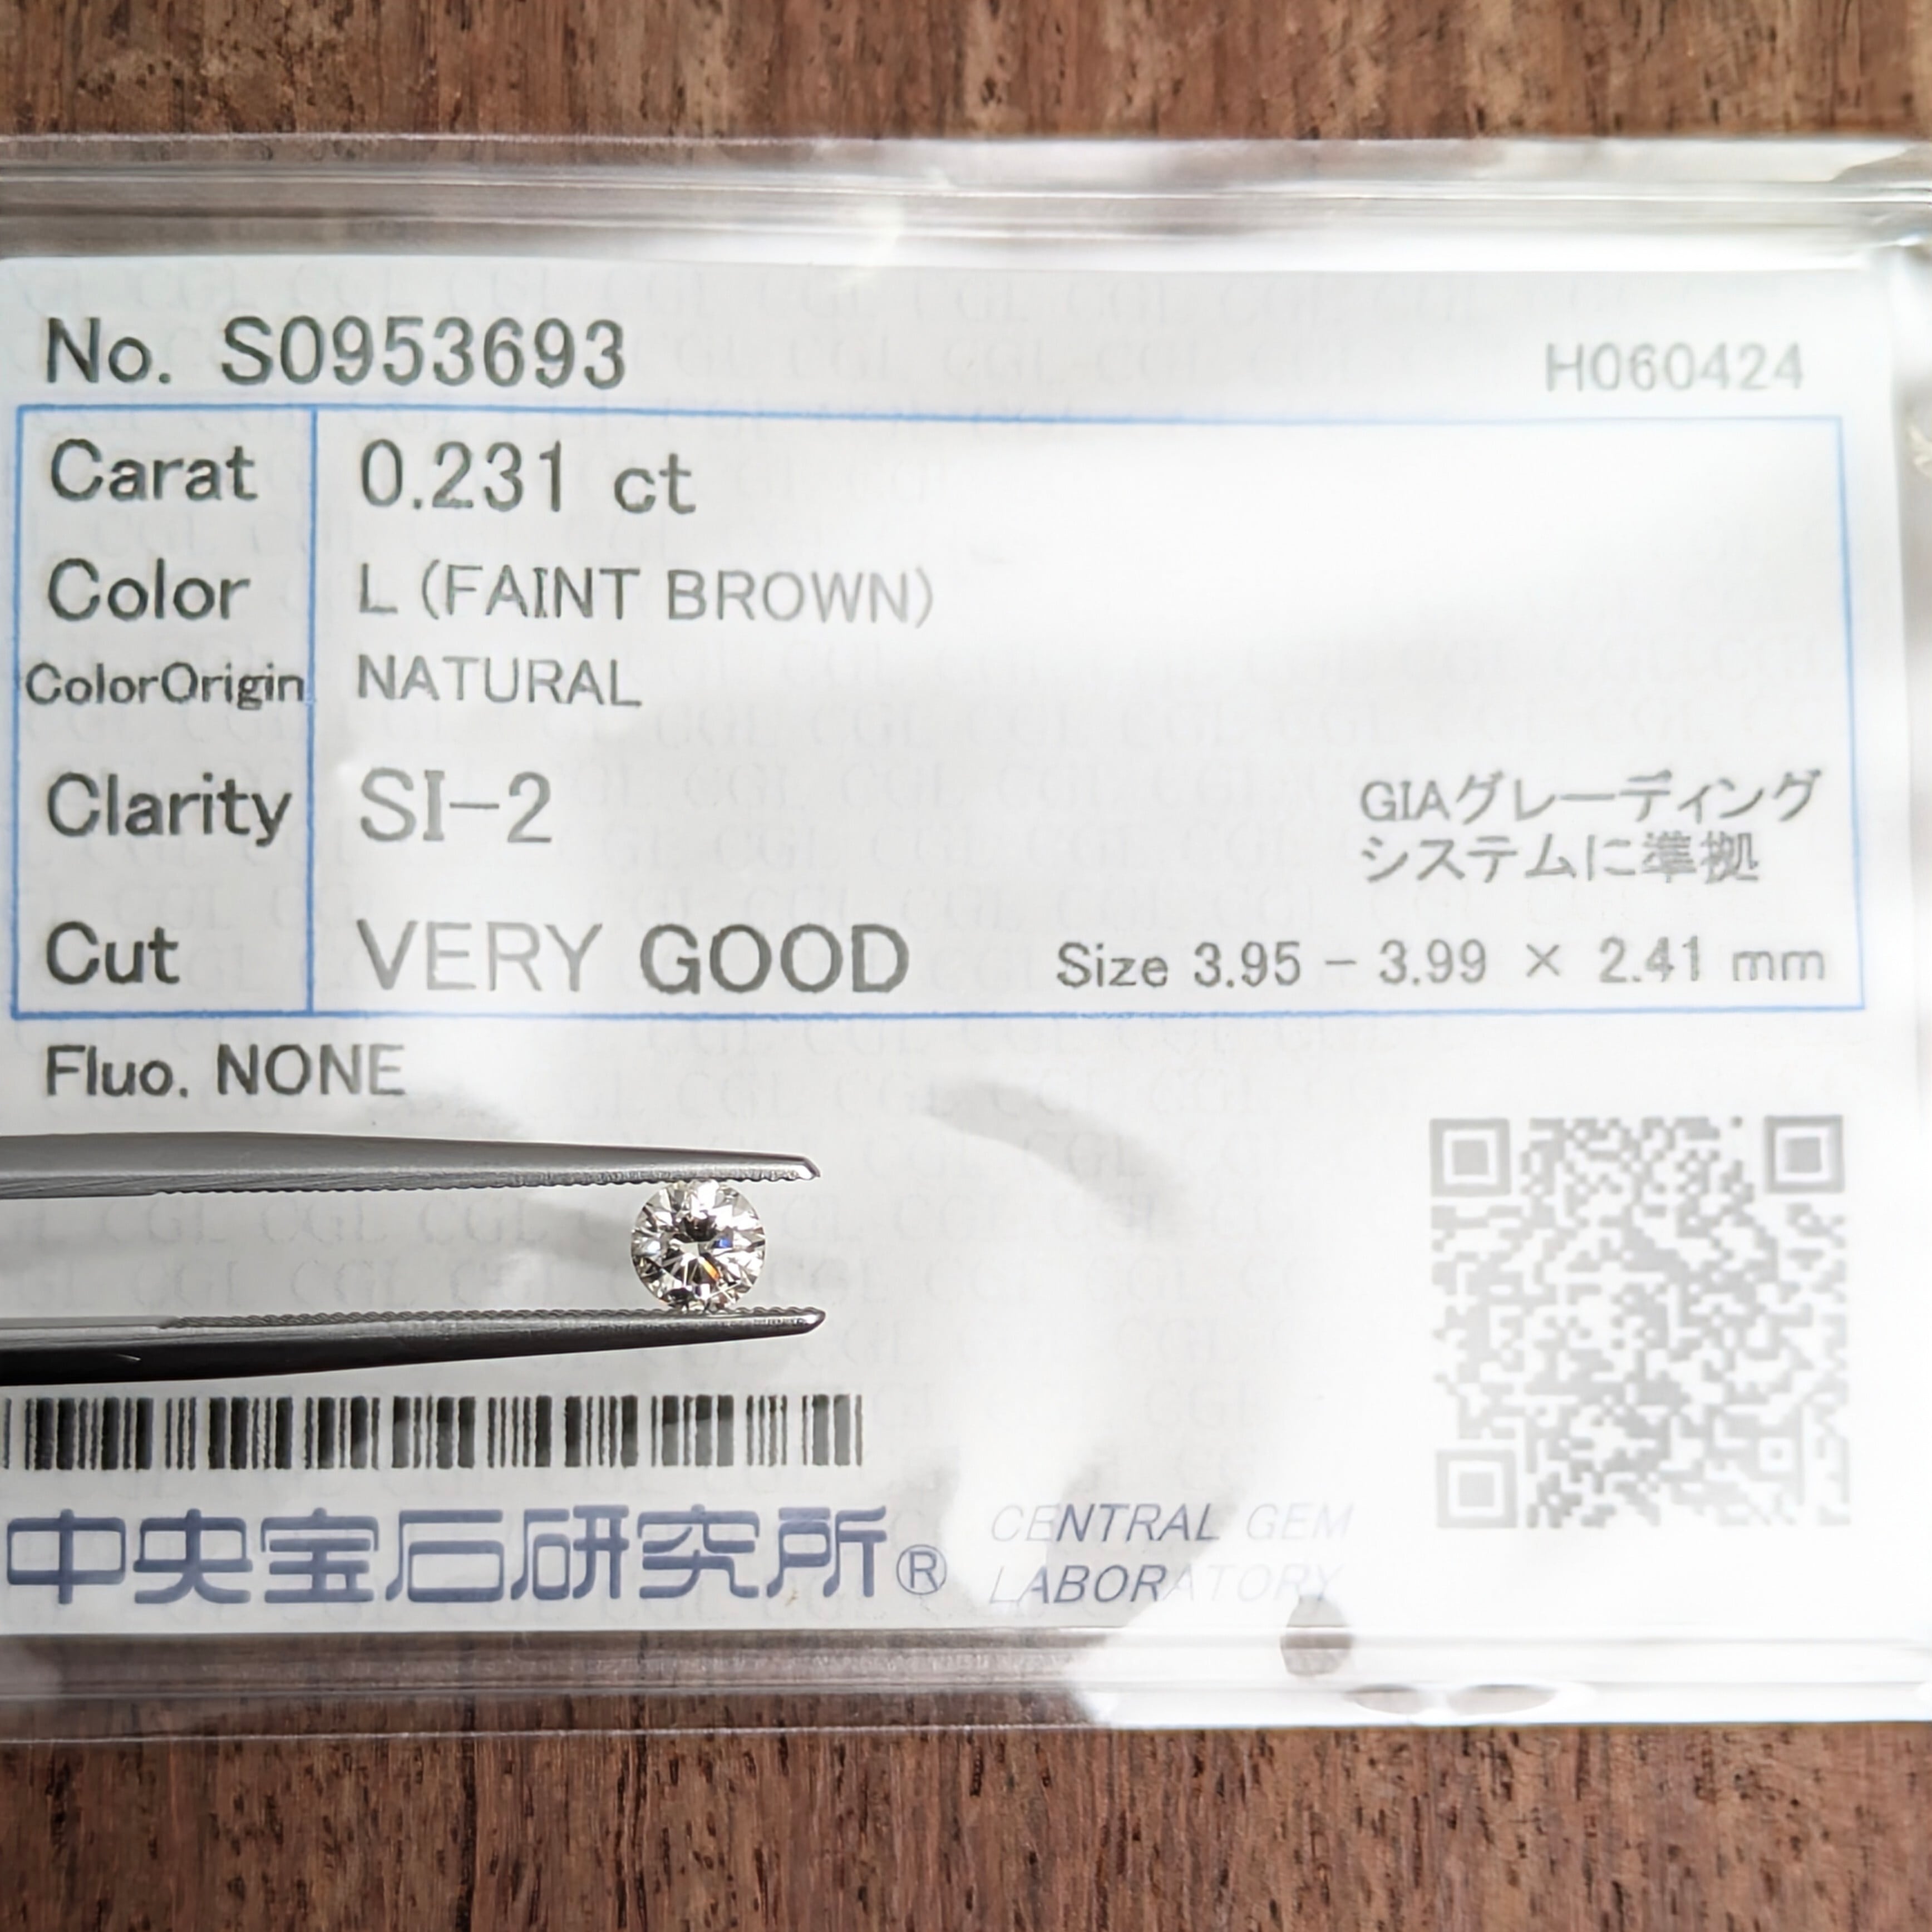 No. S0953693
H060424
Carat 0.231 ct
Color L (FAINT BROWN)
ColorOrigin NATURAL
Clarity SI-2
GIAグレーディング
システムに準拠
Cut VERY GOOD
Size 3.95 - 3.99 × 2.41 mm
Fluo. NONE
中央宝石研究所®
CENTRAL GEM
LABORATORY